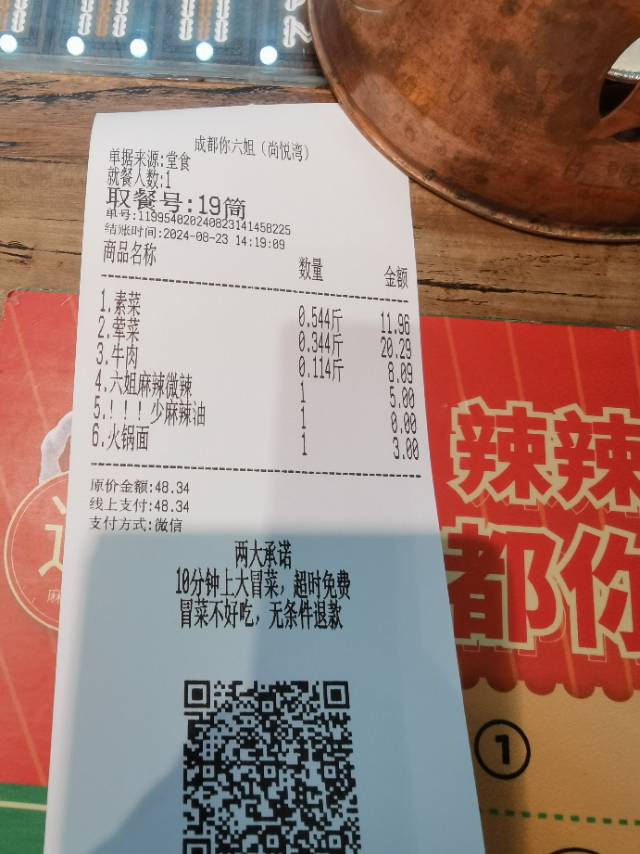 成都你六姐（尚悦湾）
单据来源:堂食
就餐人数:1
取餐号:19筒
单号:119954020240823141458225
结账时间:2024-08-23 14:19:09
商品名称 数量 金额
1.素菜 0.544斤 11.96
2.荤菜 0.344斤 20.29
3.牛肉 0.114斤 8.09
4.六姐麻辣微辣 1 5.00
5.！！！少麻辣油 1 0.00
6.火锅面 1 3.00
原价金额:48.34
线上支付:48.34
支付方式:微信
两大承诺
10分钟上大冒菜，超时免费
冒菜不好吃，无条件退款
辣辣
都你
1